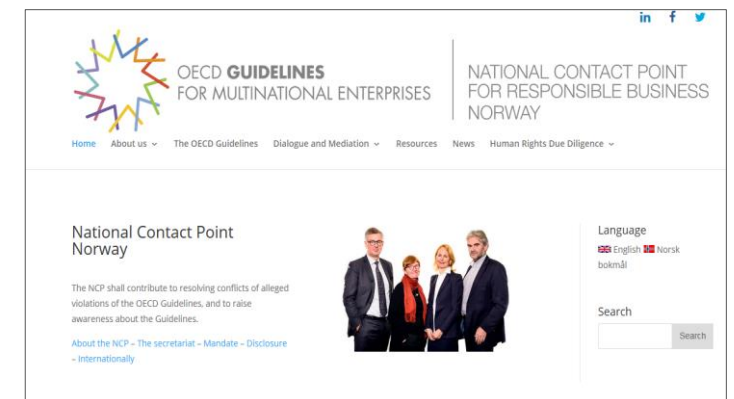 in f
OECD GUIDELINES
FOR MULTINATIONAL ENTERPRISES
NATIONAL CONTACT POINT
FOR RESPONSIBLE BUSINESS
NORWAY
Home About us The OECD Guidelines Dialogue and Mediation Resources News Human Rights Due Diligence
National Contact Point
Norway
The NCP shall contribute to resolving conflicts of alleged
violations of the OECD Guidelines, and to raise
awareness about the Guidelines.
About the NCP – The secretariat – Mandate – Disclosure
– Internationally
Language
English Norsk
bokmål
Search
Search